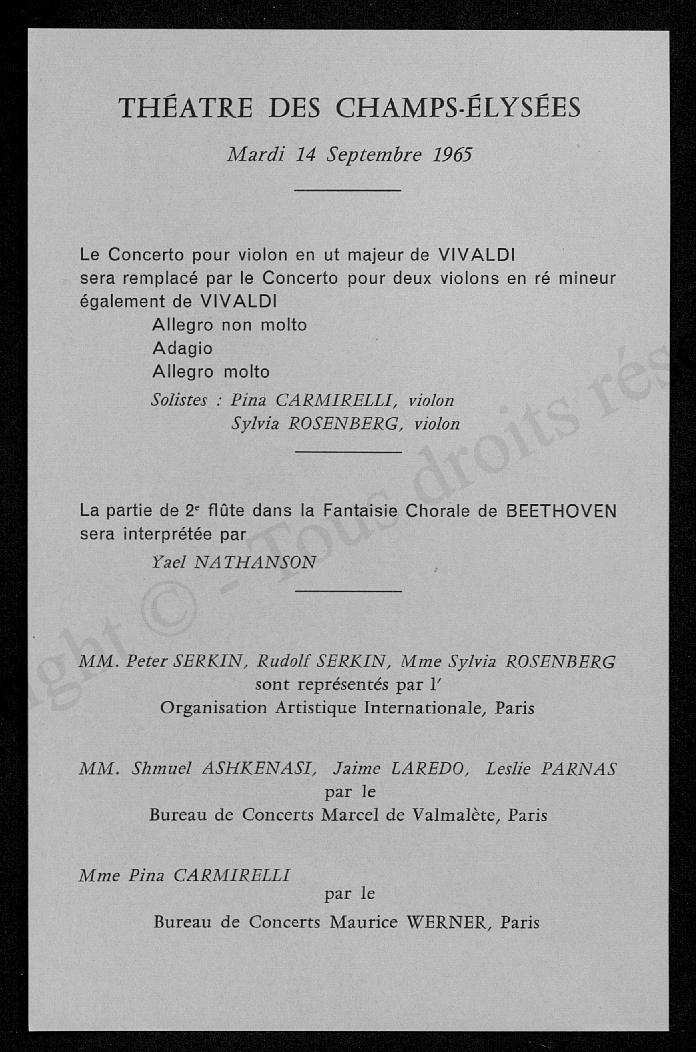 THÉATRE DES CHAMPS-ÉLYSÉES
Mardi 14 Septembre 1965
Le Concerto pour violon en ut majeur de VIVALDI
sera remplacé par le Concerto pour deux violons en ré mineur
également de VIVALDI
Allegro non molto
Adagio
Allegro molto
Solistes : Pina CARMIRELLI, violon
Sylvia ROSENBERG, violon
La partie de 2e flûte dans la Fantaisie Chorale de BEETHOVEN
sera interprétée par
Yael NATHANSON
MM. Peter SERKIN, Rudolf SERKIN, Mme Sylvia ROSENBERG
sont représentés par l'
Organisation Artistique Internationale, Paris
MM. Shmuel ASHKENASI, Jaime LAREDO, Leslie PARNAS
par le
Bureau de Concerts Marcel de Valmalète, Paris
Mme Pina CARMIRELLI
par le
Bureau de Concerts Maurice WERNER, Paris
ight © - Tous droits rése